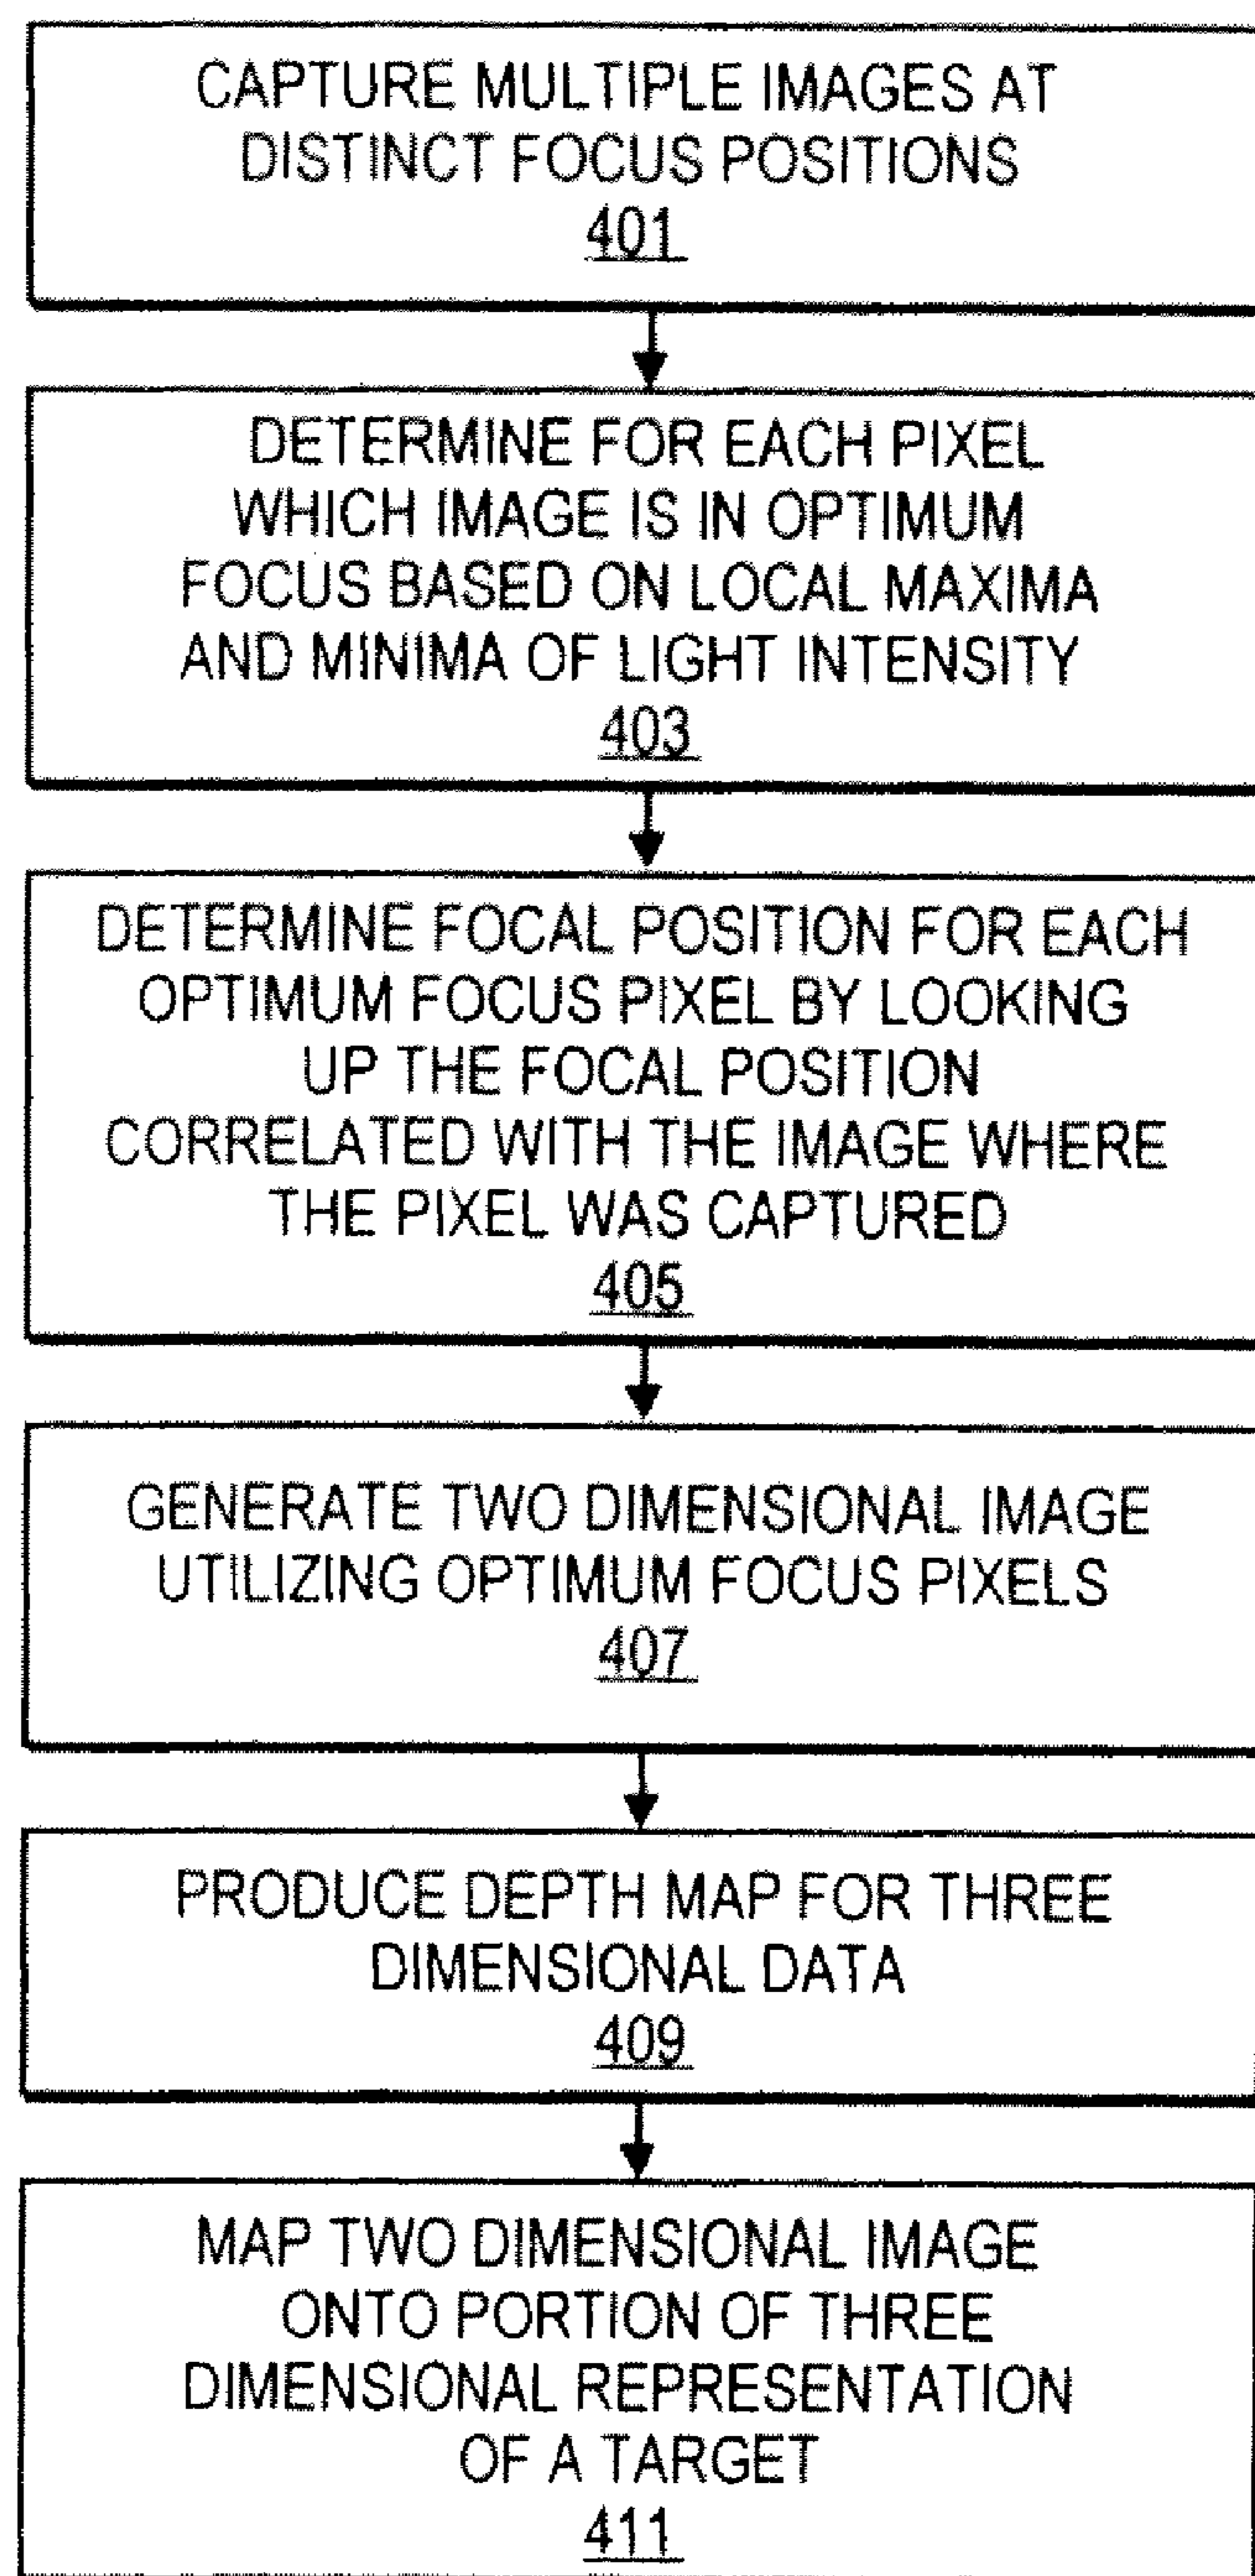 CAPTURE MULTIPLE IMAGES AT
DISTINCT FOCUS POSITIONS
401
DETERMINE FOR EACH PIXEL
WHICH IMAGE IS IN OPTIMUM
FOCUS BASED ON LOCAL MAXIMA
AND MINIMA OF LIGHT INTENSITY
403
DETERMINE FOCAL POSITION FOR EACH
OPTIMUM FOCUS PIXEL BY LOOKING
UP THE FOCAL POSITION
CORRELATED WITH THE IMAGE WHERE
THE PIXEL WAS CAPTURED
405
GENERATE TWO DIMENSIONAL IMAGE
UTILIZING OPTIMUM FOCUS PIXELS
407
PRODUCE DEPTH MAP FOR THREE
DIMENSIONAL DATA
409
MAP TWO DIMENSIONAL IMAGE
ONTO PORTION OF THREE
DIMENSIONAL REPRESENTATION
OF A TARGET
411